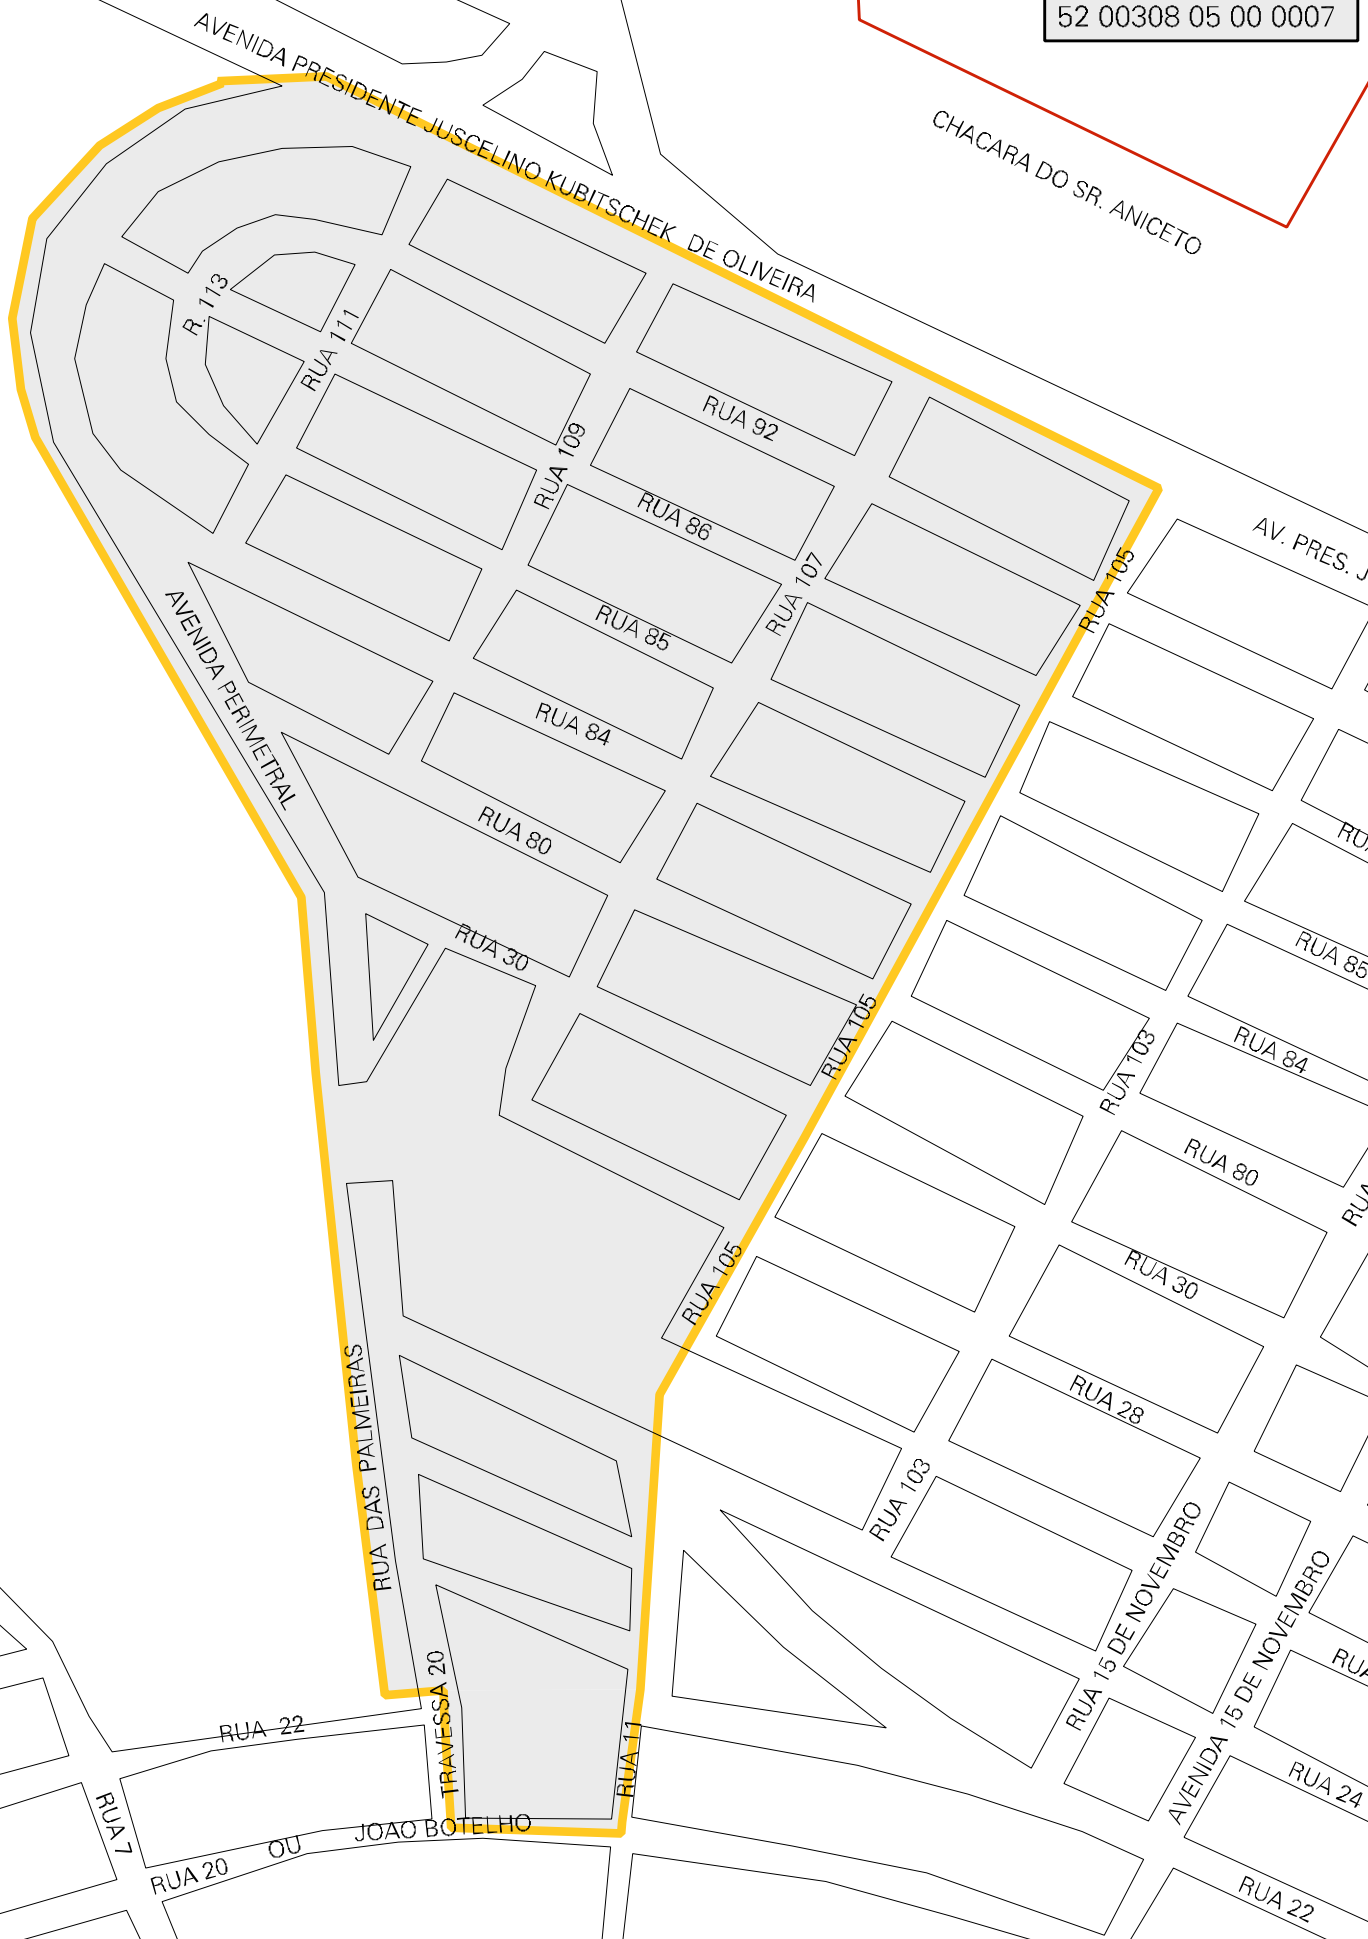 52 00308 05 00 0007
AVENIDA PRESIDENTE JUSCELINO KUBITSCHEK DE OLIVEIRA
CHACARA DO SR. ANICETO
R. 113
RUA 111
RUA 92
RUA 109
RUA 86
AV. PRES. J
RUA 107
RUA 105
RUA 85
AVENIDA PERIMETRAL
RUA 84
RUA 80
RUA 30
RUA 85
RUA 105
RUA 103
RUA 84
RUA 80
RUA 105
RUA 30
RUA 28
RUA DAS PALMEIRAS
RUA 103
RUA 15 DE NOVEMBRO
AVENIDA 15 DE NOVEMBRO
TRAVESSA 20
RUA 22
RUA 11
RUA 24
RUA 7
JOAO BOTELHO
OU
RUA 20
RUA 22